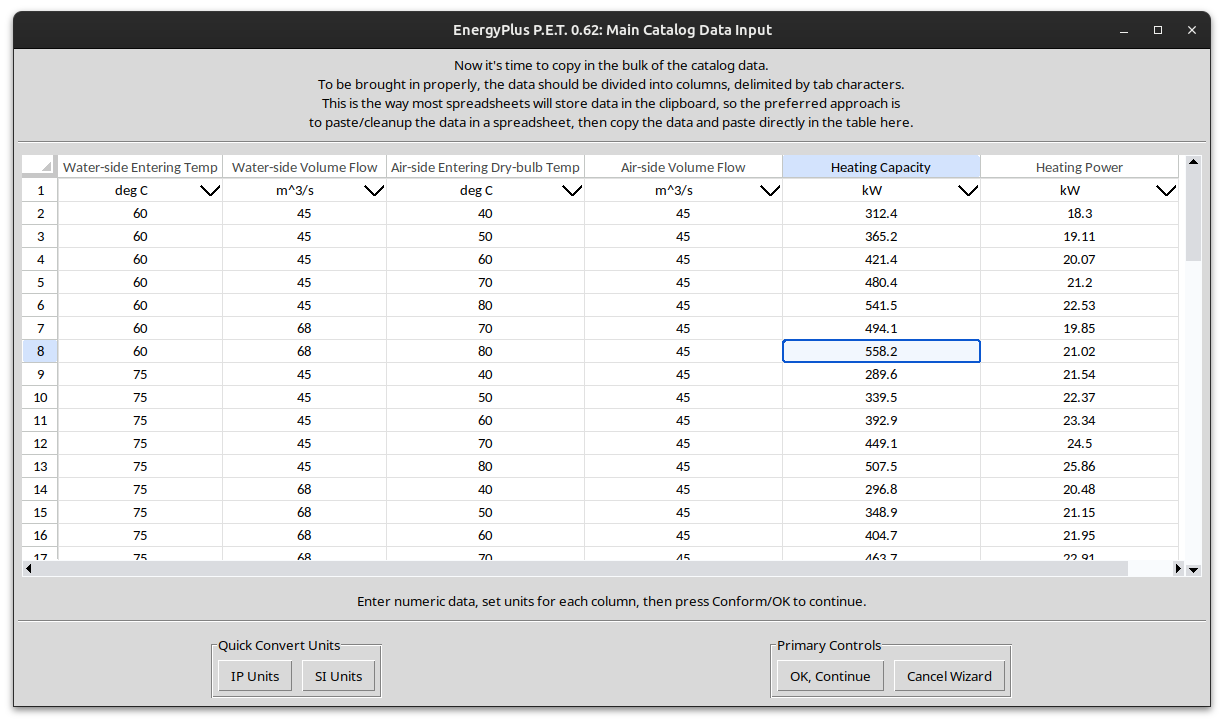 EnergyPlus P.E.T. 0.62: Main Catalog Data Input
Now it's time to copy in the bulk of the catalog data.
To be brought in properly, the data should be divided into columns, delimited by tab characters.
This is the way most spreadsheets will store data in the clipboard, so the preferred approach is
to paste/cleanup the data in a spreadsheet, then copy the data and paste directly in the table here.
Water-side Entering Temp Water-side Volume Flow Air-side Entering Dry-bulb Temp Air-side Volume Flow Heating Capacity Heating Power
1 deg C m^3/s deg C m^3/s kW kW
2 60 45 40 45 312.4 18.3
3 60 45 50 45 365.2 19.11
4 60 45 60 45 421.4 20.07
5 60 45 70 45 480.4 21.2
6 60 45 80 45 541.5 22.53
7 60 68 70 45 494.1 19.85
8 60 68 80 45 558.2 21.02
9 75 45 40 45 289.6 21.54
10 75 45 50 45 339.5 22.37
11 75 45 60 45 392.9 23.34
12 75 45 70 45 449.1 24.5
13 75 45 80 45 507.5 25.86
14 75 68 40 45 296.8 20.48
15 75 68 50 45 348.9 21.15
16 75 68 60 45 404.7 21.95
17 75 68 70 45 463.7 22.91
Enter numeric data, set units for each column, then press Conform/OK to continue.
Quick Convert Units Primary Controls
IP Units SI Units OK, Continue Cancel Wizard